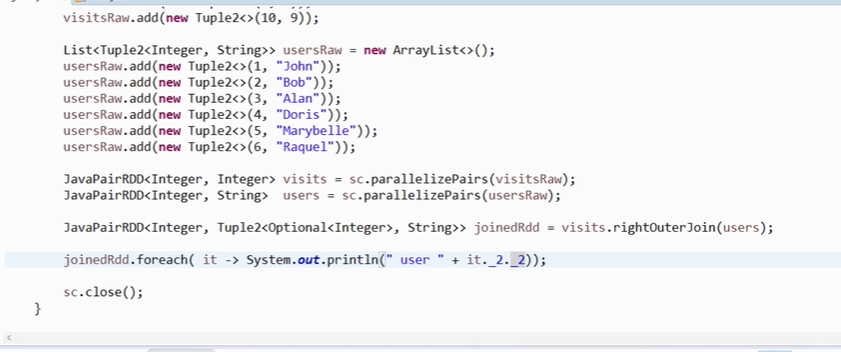 visitsRaw.add(new Tuple2<>(10, 9));
List<Tuple2<Integer, String>> usersRaw = new ArrayList<>();
usersRaw.add(new Tuple2<>(1, "John"));
usersRaw.add(new Tuple2<>(2, "Bob"));
usersRaw.add(new Tuple2<>(3, "Alan"));
usersRaw.add(new Tuple2<>(4, "Doris"));
usersRaw.add(new Tuple2<>(5, "Marybelle"));
usersRaw.add(new Tuple2<>(6, "Raquel"));
JavaPairRDD<Integer, Integer> visits = sc.parallelizePairs(visitsRaw);
JavaPairRDD<Integer, String>  users = sc.parallelizePairs(usersRaw);
JavaPairRDD<Integer, Tuple2<Optional<Integer>, String>> joinedRdd = visits.rightOuterJoin(users);
joinedRdd.foreach( it -> System.out.println(" user " + it._2._2));
sc.close();
}